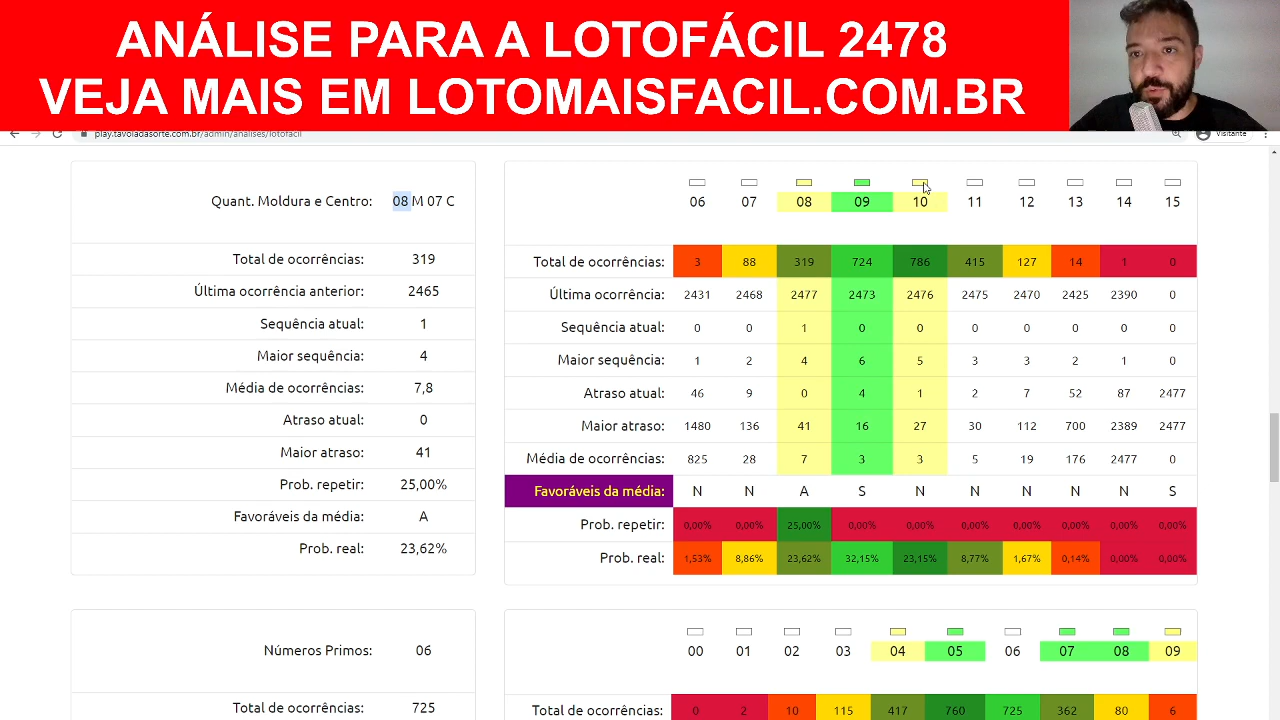 ANÁLISE PARA A LOTOFÁCIL 2478
VEJA MAIS EM LOTOMAISFACIL.COM.BR
play.tavoladasorte.com.br/admin/analises/lotofacil
Visitante
Quant. Moldura e Centro: 08 M 07 C
Total de ocorrências: 319
Última ocorrência anterior: 2465
Sequência atual: 1
Maior sequência: 4
Média de ocorrências: 7,8
Atraso atual: 0
Maior atraso: 41
Prob. repetir: 25,00%
Favoráveis da média: A
Prob. real: 23,62%
06 07 08 09 10 11 12 13 14 15
Total de ocorrências: 3 88 319 724 786 415 127 14 1 0
Última ocorrência: 2431 2468 2477 2473 2476 2475 2470 2425 2390 0
Sequência atual: 0 0 1 0 0 0 0 0 0 0
Maior sequência: 1 2 4 6 5 3 3 2 1 0
Atraso atual: 46 9 0 4 1 2 7 52 87 2477
Maior atraso: 1480 136 41 16 27 30 112 700 2389 2477
Média de ocorrências: 825 28 7 3 3 5 19 176 2477 0
Favoráveis da média: N N A S N N N N N S
Prob. repetir: 0,00% 0,00% 25,00% 0,00% 0,00% 0,00% 0,00% 0,00% 0,00% 0,00%
Prob. real: 1,53% 8,86% 23,62% 32,15% 23,15% 8,77% 1,67% 0,14% 0,00% 0,00%
Números Primos: 06
Total de ocorrências: 725
00 01 02 03 04 05 06 07 08 09
Total de ocorrências: 0 2 10 115 417 760 725 362 80 6